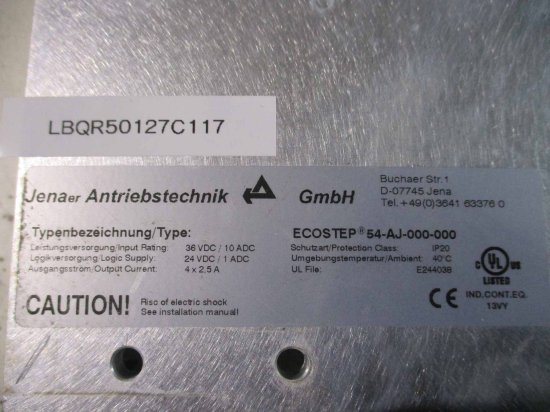 LBQR50127C117
Jenaer Antriebstechnik GmbH
Buchaer Str. 1
D-07745 Jena
Tel. +49(0)3641 63376 0
Typenbezeichnung/Type: ECOSTEP® 54-AJ-000-000
Leistungsversorgung/Input Rating: 36 VDC / 10 ADC
Schutzart/Protection Class: IP20
Logikversorgung/Logic Supply: 24 VDC / 1 ADC
Umgebungstemperatur/Ambient: 40°C
Ausgangsstrom/Output Current: 4 x 2.5 A
UL File: E244038
C UL US
LISTED
CAUTION!
Risc of electric shock
See installation manual!
CE
IND.CONT.EQ.
13VY